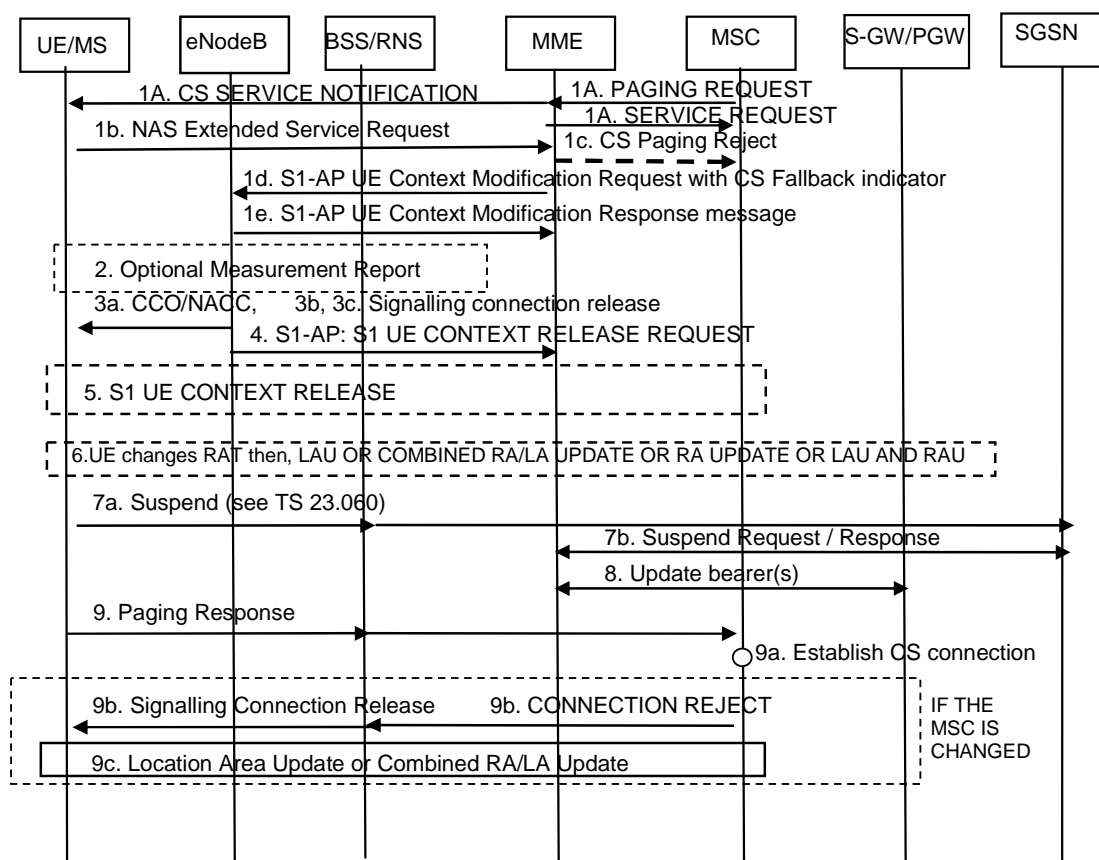 UE/MS
eNodeB
BSS/RNS
MME
MSC
S-GW/PGW
SGSN
1A. CS SERVICE NOTIFICATION
1A. PAGING REQUEST
1A. SERVICE REQUEST
1b. NAS Extended Service Request
1c. CS Paging Reject
1d. S1-AP UE Context Modification Request with CS Fallback indicator
1e. S1-AP UE Context Modification Response message
2. Optional Measurement Report
3a. CCO/NACC, 3b, 3c. Signalling connection release
4. S1-AP: S1 UE CONTEXT RELEASE REQUEST
5. S1 UE CONTEXT RELEASE
6.UE changes RAT then, LAU OR COMBINED RA/LA UPDATE OR RA UPDATE OR LAU AND RAU
7a. Suspend (see TS 23.060)
7b. Suspend Request / Response
8. Update bearer(s)
9. Paging Response
9a. Establish CS connection
9b. Signalling Connection Release
9b. CONNECTION REJECT
IF THE
MSC IS
CHANGED
9c. Location Area Update or Combined RA/LA Update